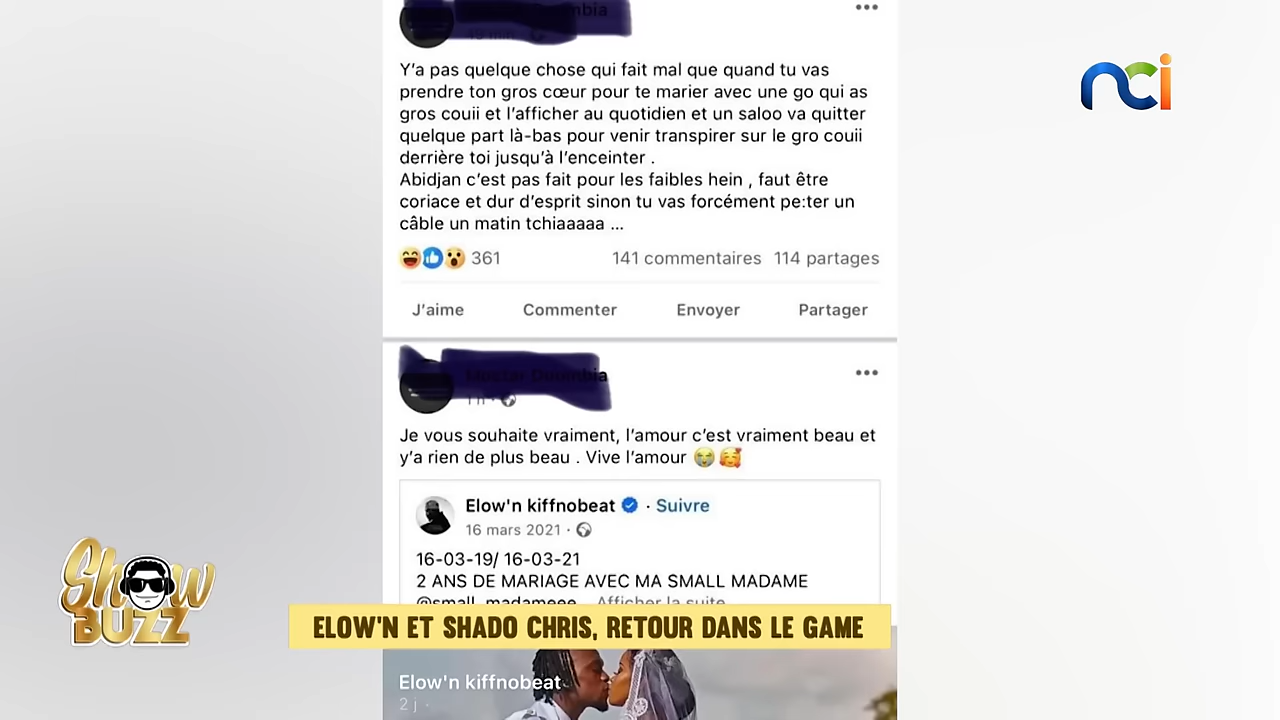 Y'a pas quelque chose qui fait mal que quand tu vas
prendre ton gros cœur pour te marier avec une go qui as
gros couii et l'afficher au quotidien et un saloo va quitter
quelque part là-bas pour venir transpirer sur le gro couii
derrière toi jusqu'à l'enceinter .
Abidjan c'est pas fait pour les faibles hein , faut être
coriace et dur d'esprit sinon tu vas forcément pe:ter un
câble un matin tchiaaaaa ...
361
141 commentaires 114 partages
J'aime Commenter Envoyer Partager
Je vous souhaite vraiment, l'amour c'est vraiment beau et
y'a rien de plus beau . Vive l'amour 😭 🥰
Elow'n kiffnobeat · Suivre
16 mars 2021 ·
16-03-19/ 16-03-21
2 ANS DE MARIAGE AVEC MA SMALL MADAME
@small_madameee... Afficher la suite
Elow'n kiffnobeat
2 j ·
nci
Show
BUZZ
ELOW'N ET SHADO CHRIS, RETOUR DANS LE GAME